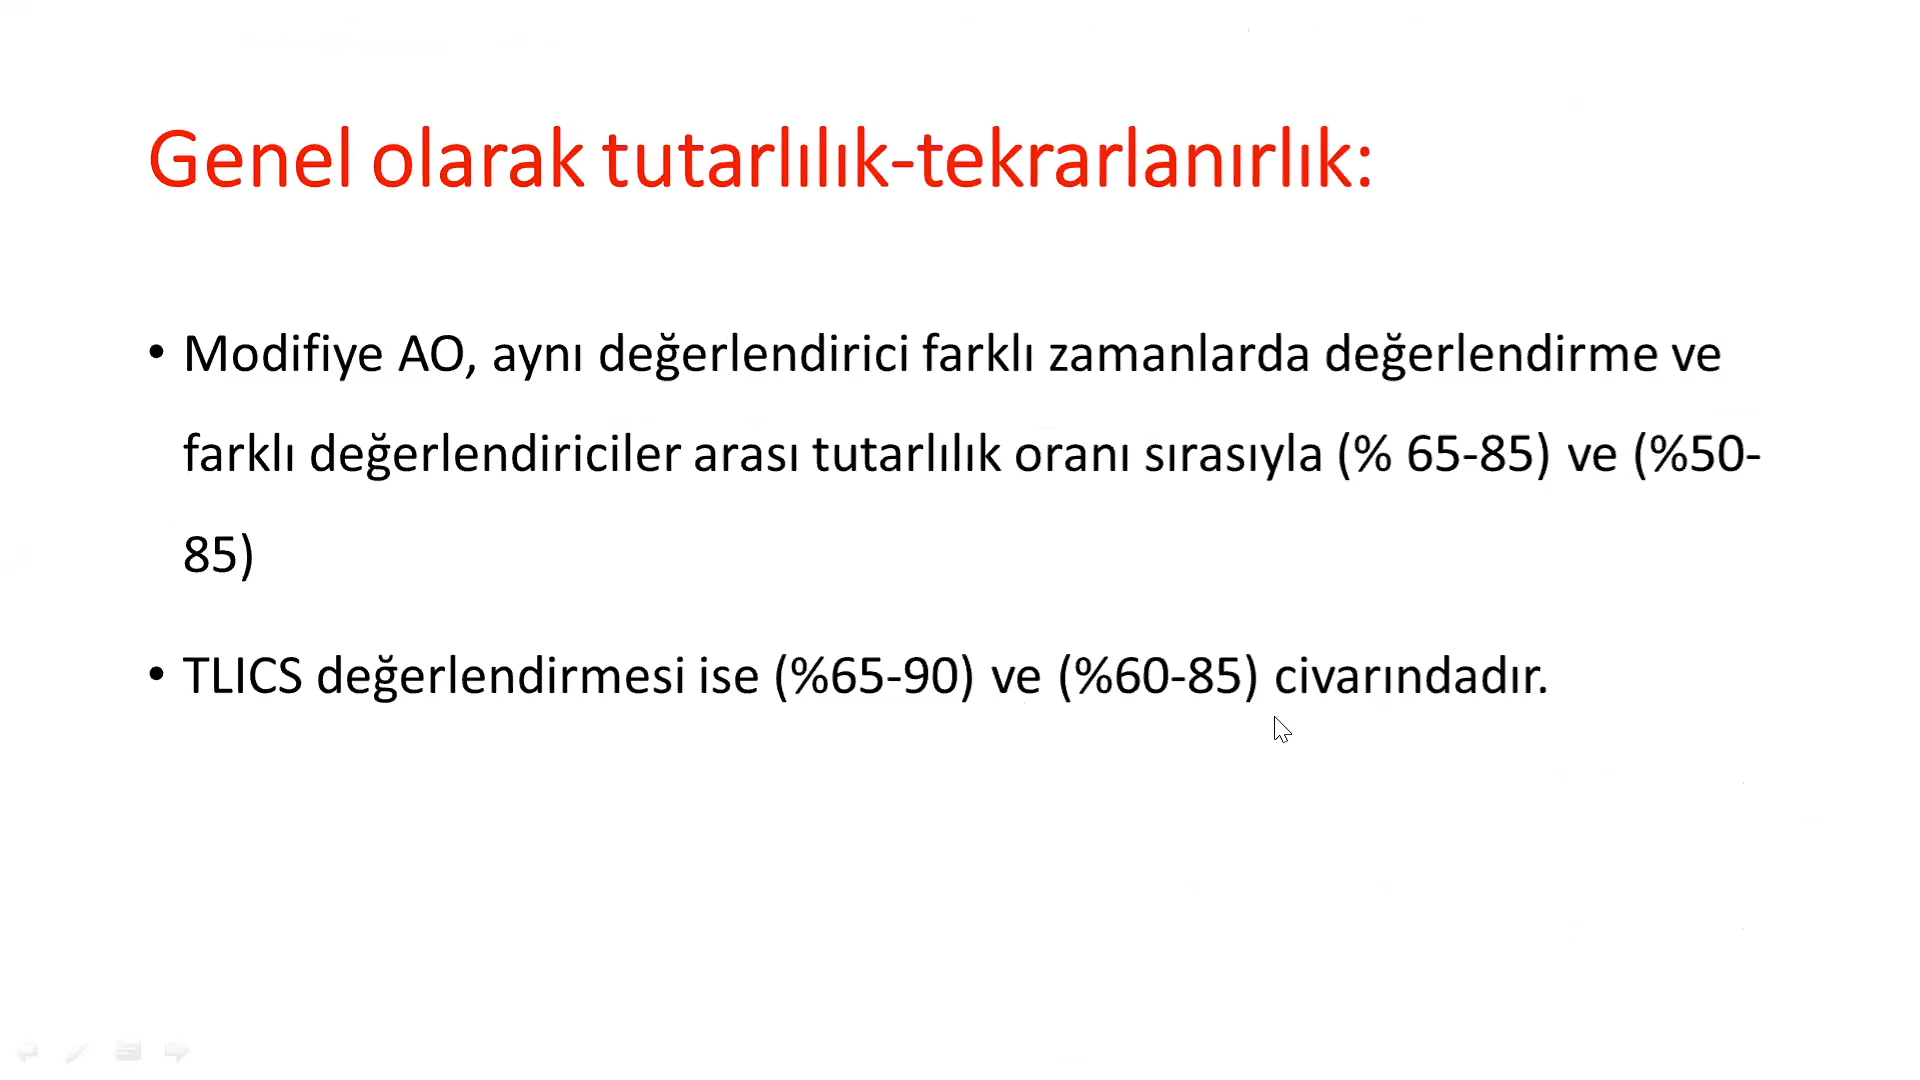 Genel olarak tutarlılık-tekrarlanırlık:
• Modifiye AO, aynı değerlendirici farklı zamanlarda değerlendirme ve
farklı değerlendiriciler arası tutarlılık oranı sırasıyla (% 65-85) ve (%50-
85)
• TLICS değerlendirmesi ise (%65-90) ve (%60-85) civarındadır.